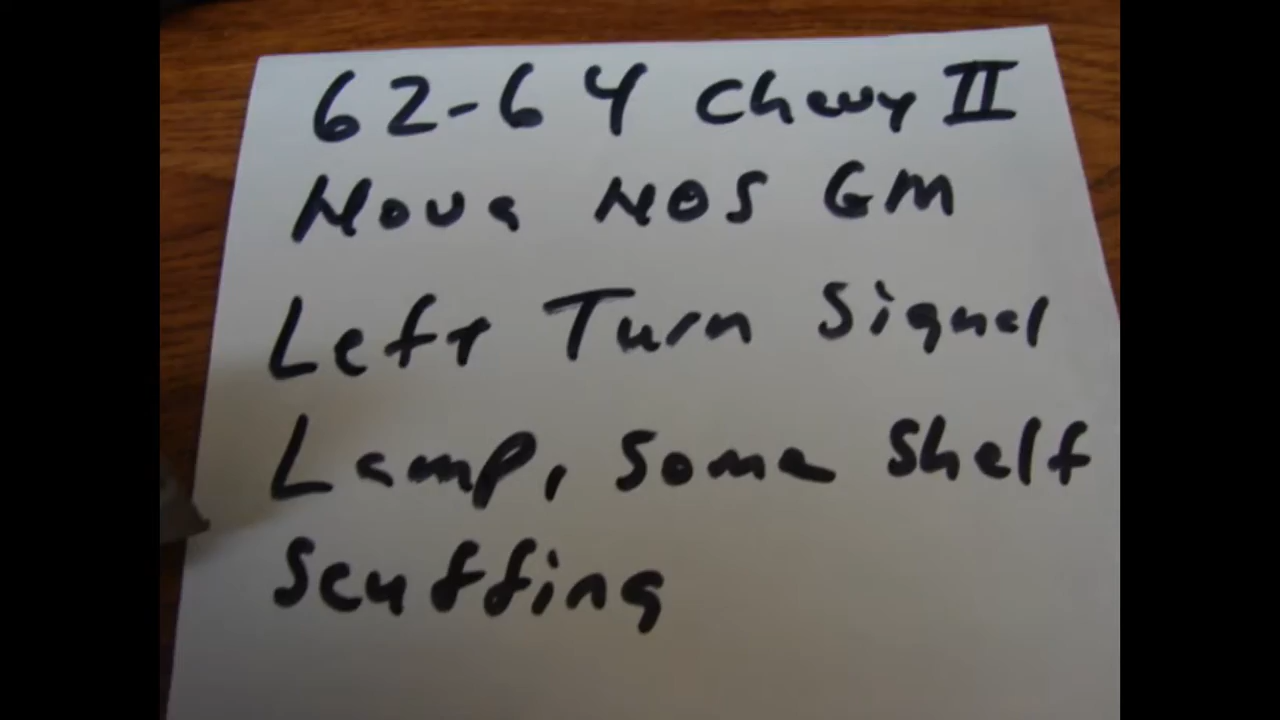 62-64 Chevy II
Nova NOS GM
Left Turn Signal
Lamp, Some Shelf
Scuffing